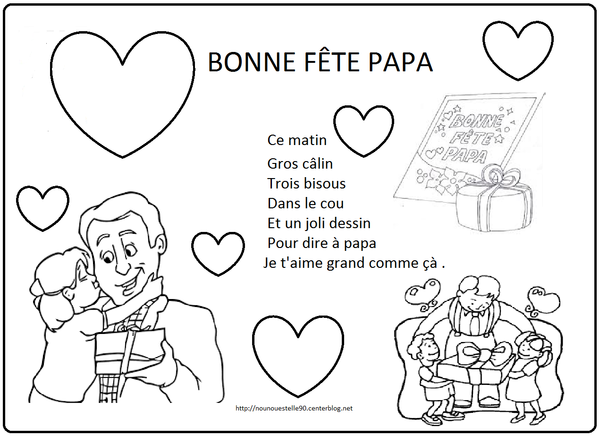 BONNE FÊTE PAPA
Ce matin
Gros câlin
Trois bisous
Dans le cou
Et un joli dessin
Pour dire à papa
Je t'aime grand comme çà .
BONNE
FÊTE
PAPA
http://nounouestelle90.centerblog.net